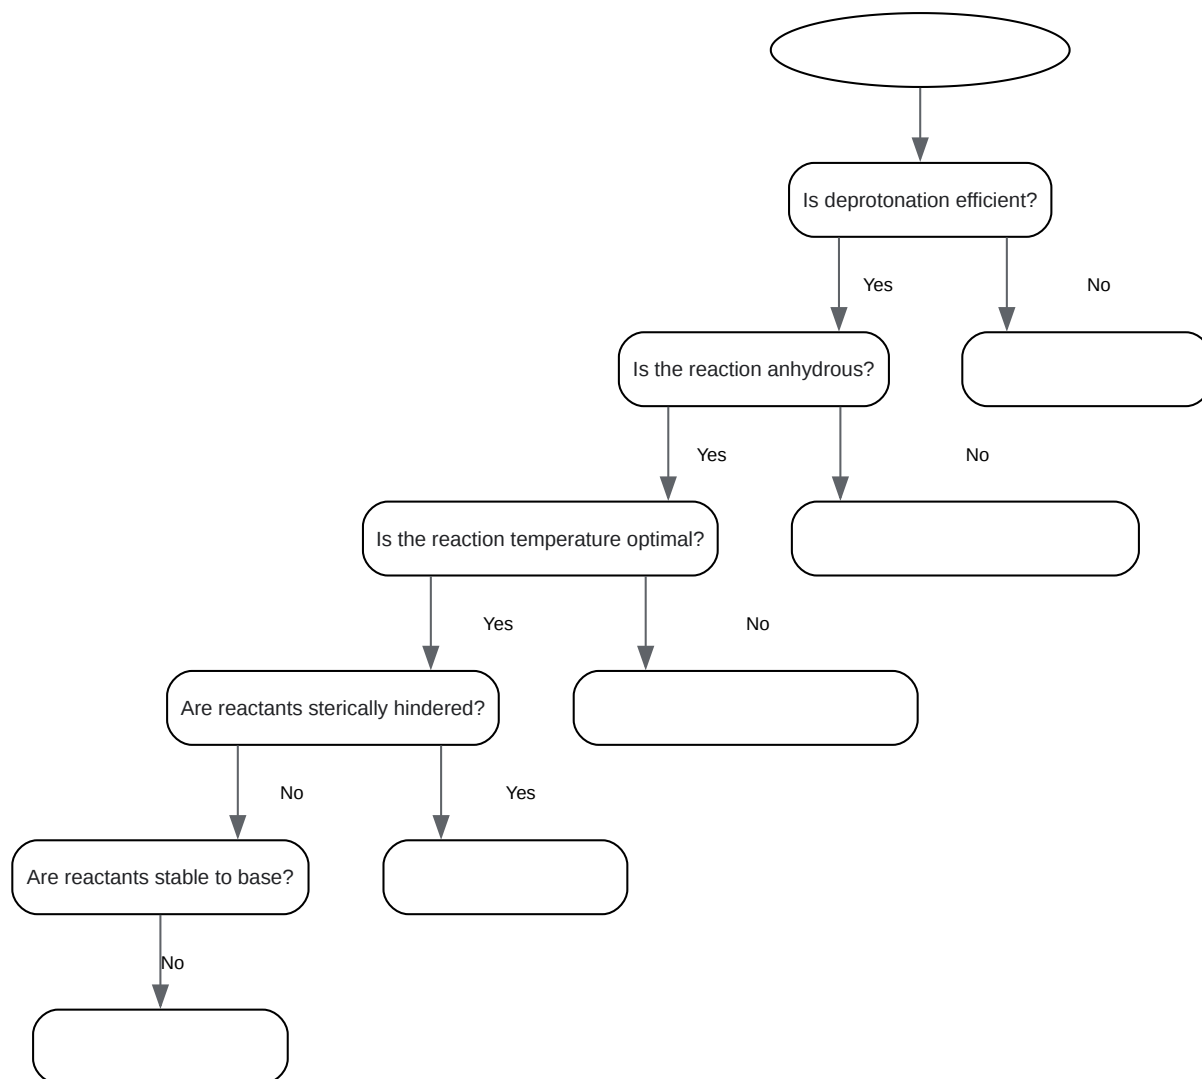 Is deprotonation efficient?
Yes
No
Is the reaction anhydrous?
Yes
No
Is the reaction temperature optimal?
Yes
No
Are reactants sterically hindered?
No
Yes
Are reactants stable to base?
No